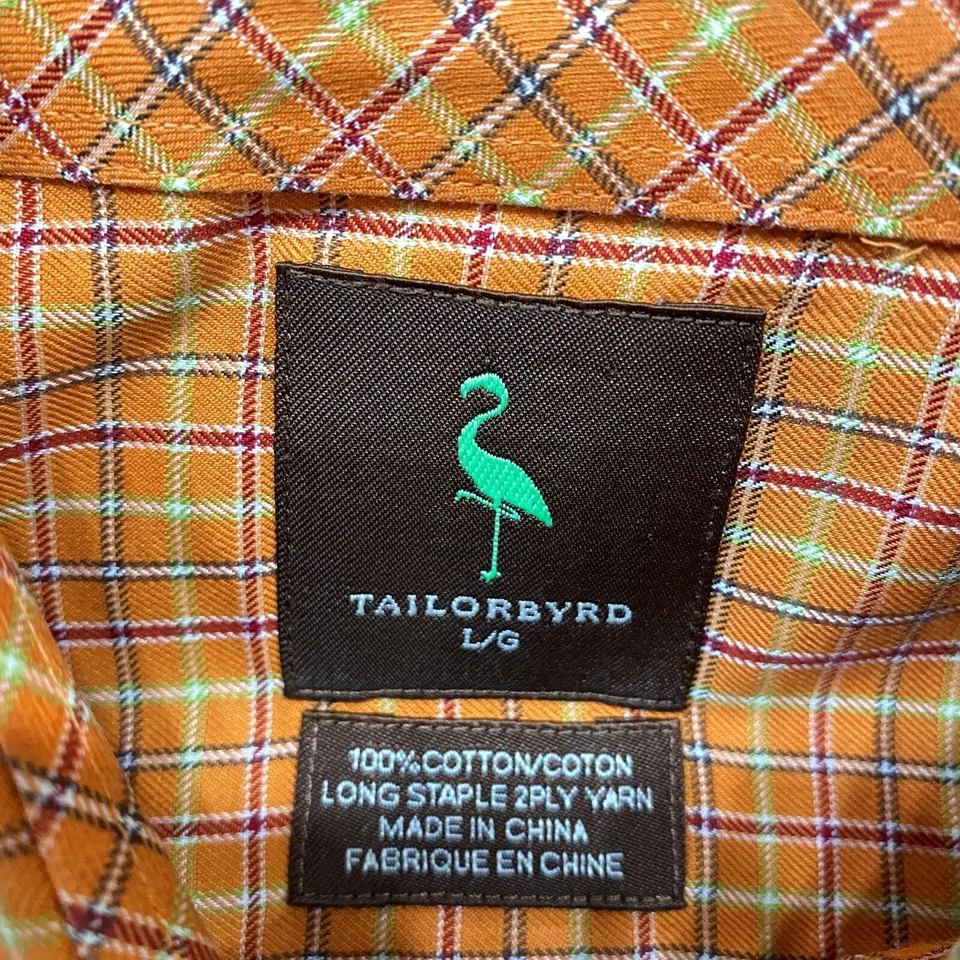 TAILORBYRD
L/G
100% COTTON/COTON
LONG STAPLE 2PLY YARN
MADE IN CHINA
FABRIQUE EN CHINE